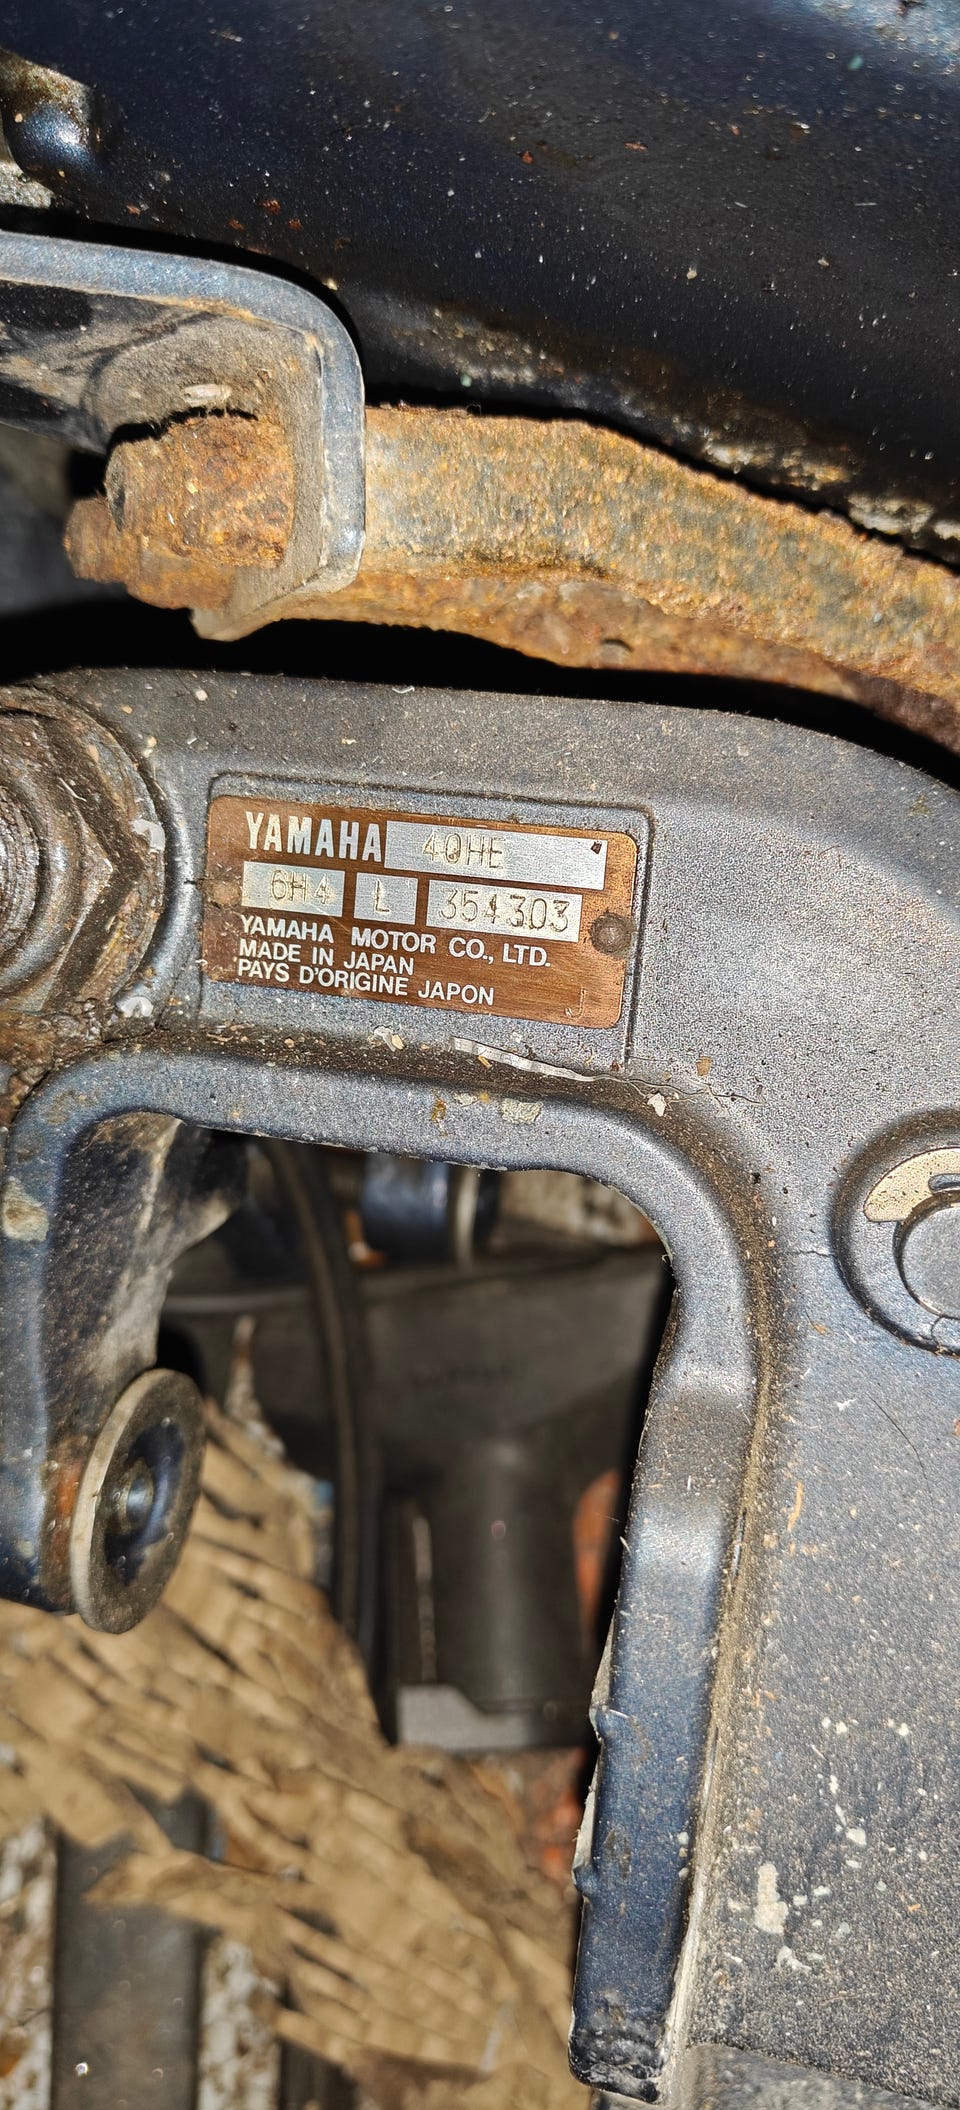 YAMAHA 40HE
6H4 L 354303
YAMAHA MOTOR CO., LTD.
MADE IN JAPAN
PAYS D'ORIGINE JAPON
J